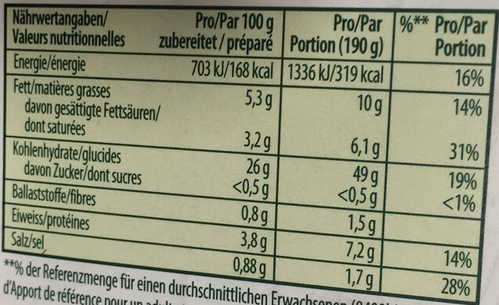 Nährwertangaben/ Pro/Par 100 g Pro/Par %** Pro/Par
Valeurs nutritionnelles zubereitet/préparé Portion (190 g) Portion
Energie/énergie 703 kJ/168 kcal 1336 kJ/319 kcal 16%
Fett/matières grasses 5,3 g 10 g 14%
davon gesättigte Fettsäuren/
dont saturées 3,2 g 6,1 g 31%
Kohlenhydrate/glucides 26 g 49 g 19%
davon Zucker/dont sucres <0,5 g <0,5 g <1%
Ballaststoffe/fibres 0,8 g 1,5 g
Eiweiss/protéines 3,8 g 7,2 g 14%
Salz/sel 0,88 g 1,7 g 28%
**% der Referenzmenge für einen durchschnittlichen Erwachsenen
d'Apport de référence pour un